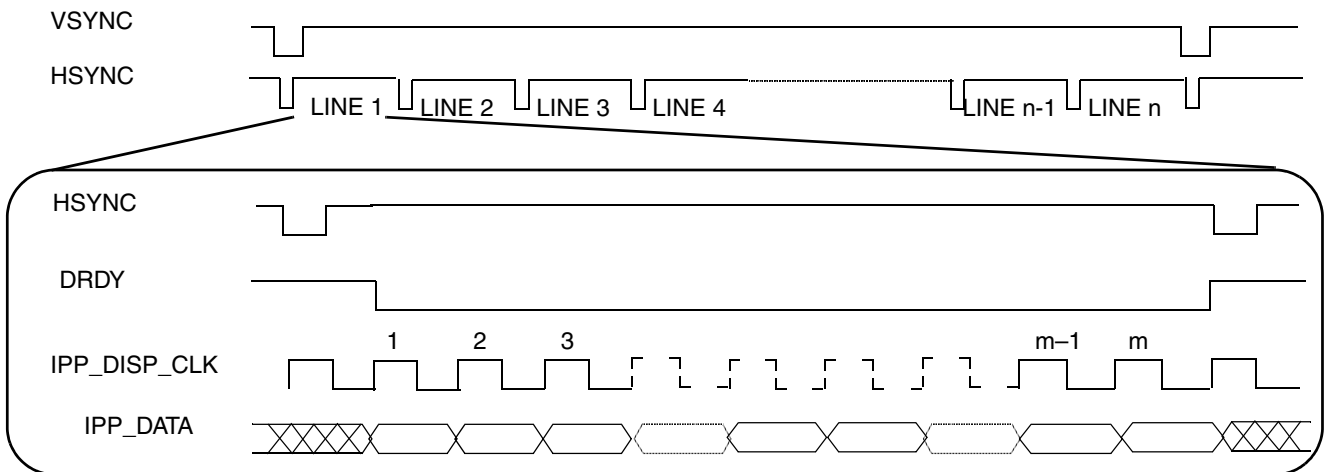 VSYNC
HSYNC
LINE 1 LINE 2 LINE 3 LINE 4 LINE n-1 LINE n
HSYNC
DRDY
1 2 3 m–1 m
IPP_DISP_CLK
IPP_DATA